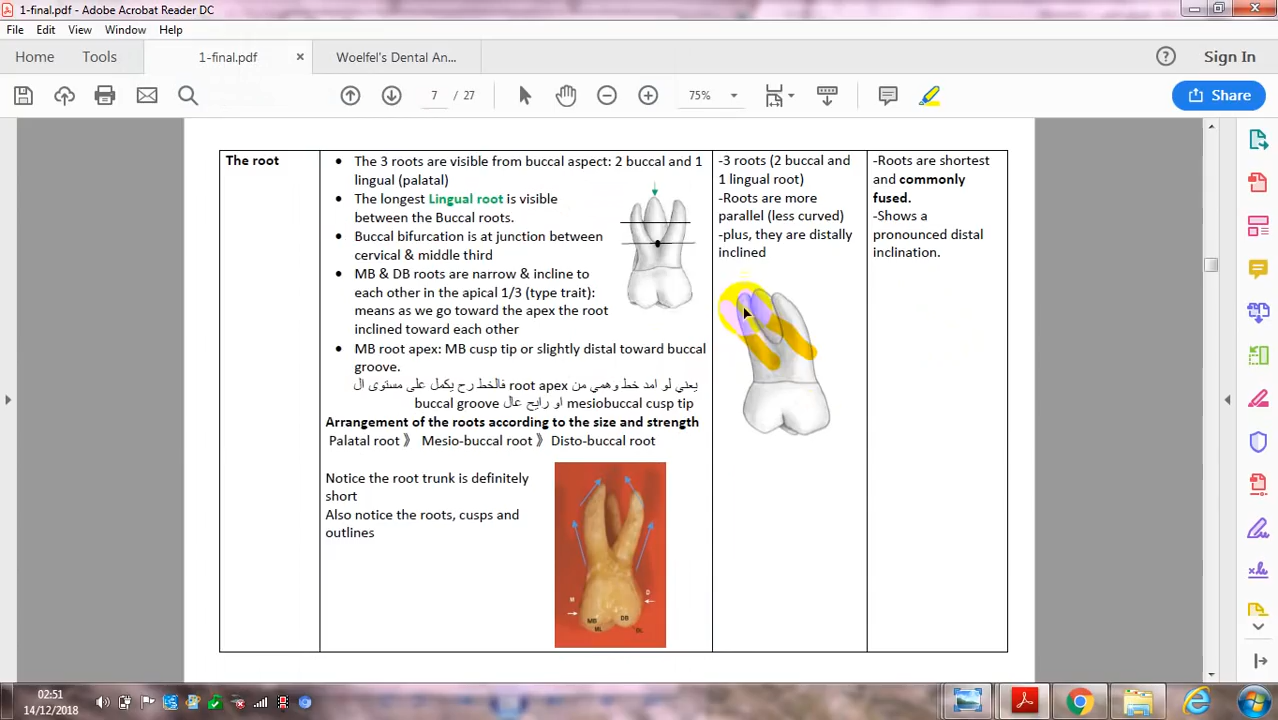 1-final.pdf - Adobe Acrobat Reader DC
File Edit View Window Help
Home Tools 1-final.pdf Woelfel's Dental An... Sign In
7 / 27 75% Share
The root
• The 3 roots are visible from buccal aspect: 2 buccal and 1
lingual (palatal)
• The longest Lingual root is visible
between the Buccal roots.
• Buccal bifurcation is at junction between
cervical & middle third
• MB & DB roots are narrow & incline to
each other in the apical 1/3 (type trait):
means as we go toward the apex the root
inclined toward each other
• MB root apex: MB cusp tip or slightly distal toward buccal
groove.
يعني لو امد خط وهمي من root apex فالخط رح يكمل على مستوى ال
mesiobuccal cusp tip او رايح عال buccal groove
Arrangement of the roots according to the size and strength
Palatal root 》 Mesio-buccal root 》 Disto-buccal root
Notice the root trunk is definitely
short
Also notice the roots, cusps and
outlines
M D
MB DB
ML DL
-3 roots (2 buccal and
1 lingual root)
-Roots are more
parallel (less curved)
-plus, they are distally
inclined
-Roots are shortest
and commonly
fused.
-Shows a
pronounced distal
inclination.
02:51
14/12/2018